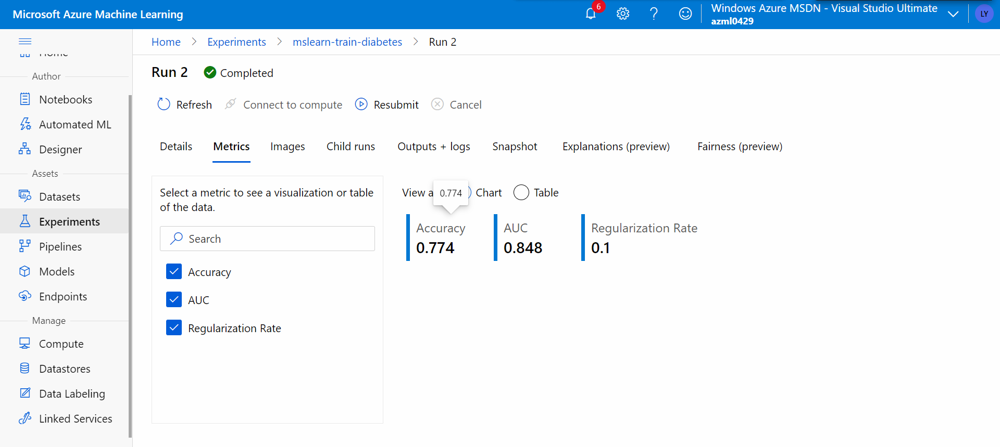 Microsoft Azure Machine Learning
6
Windows Azure MSDN - Visual Studio Ultimate
azml0429
LY
Home
Author
Notebooks
Automated ML
Designer
Assets
Datasets
Experiments
Pipelines
Models
Endpoints
Manage
Compute
Datastores
Data Labeling
Linked Services
Home > Experiments > mslearn-train-diabetes > Run 2
Run 2 Completed
Refresh Connect to compute Resubmit Cancel
Details Metrics Images Child runs Outputs + logs Snapshot Explanations (preview) Fairness (preview)
Select a metric to see a visualization or table
of the data.
Search
Accuracy
AUC
Regularization Rate
View a 0.774 Chart Table
Accuracy
0.774
AUC
0.848
Regularization Rate
0.1